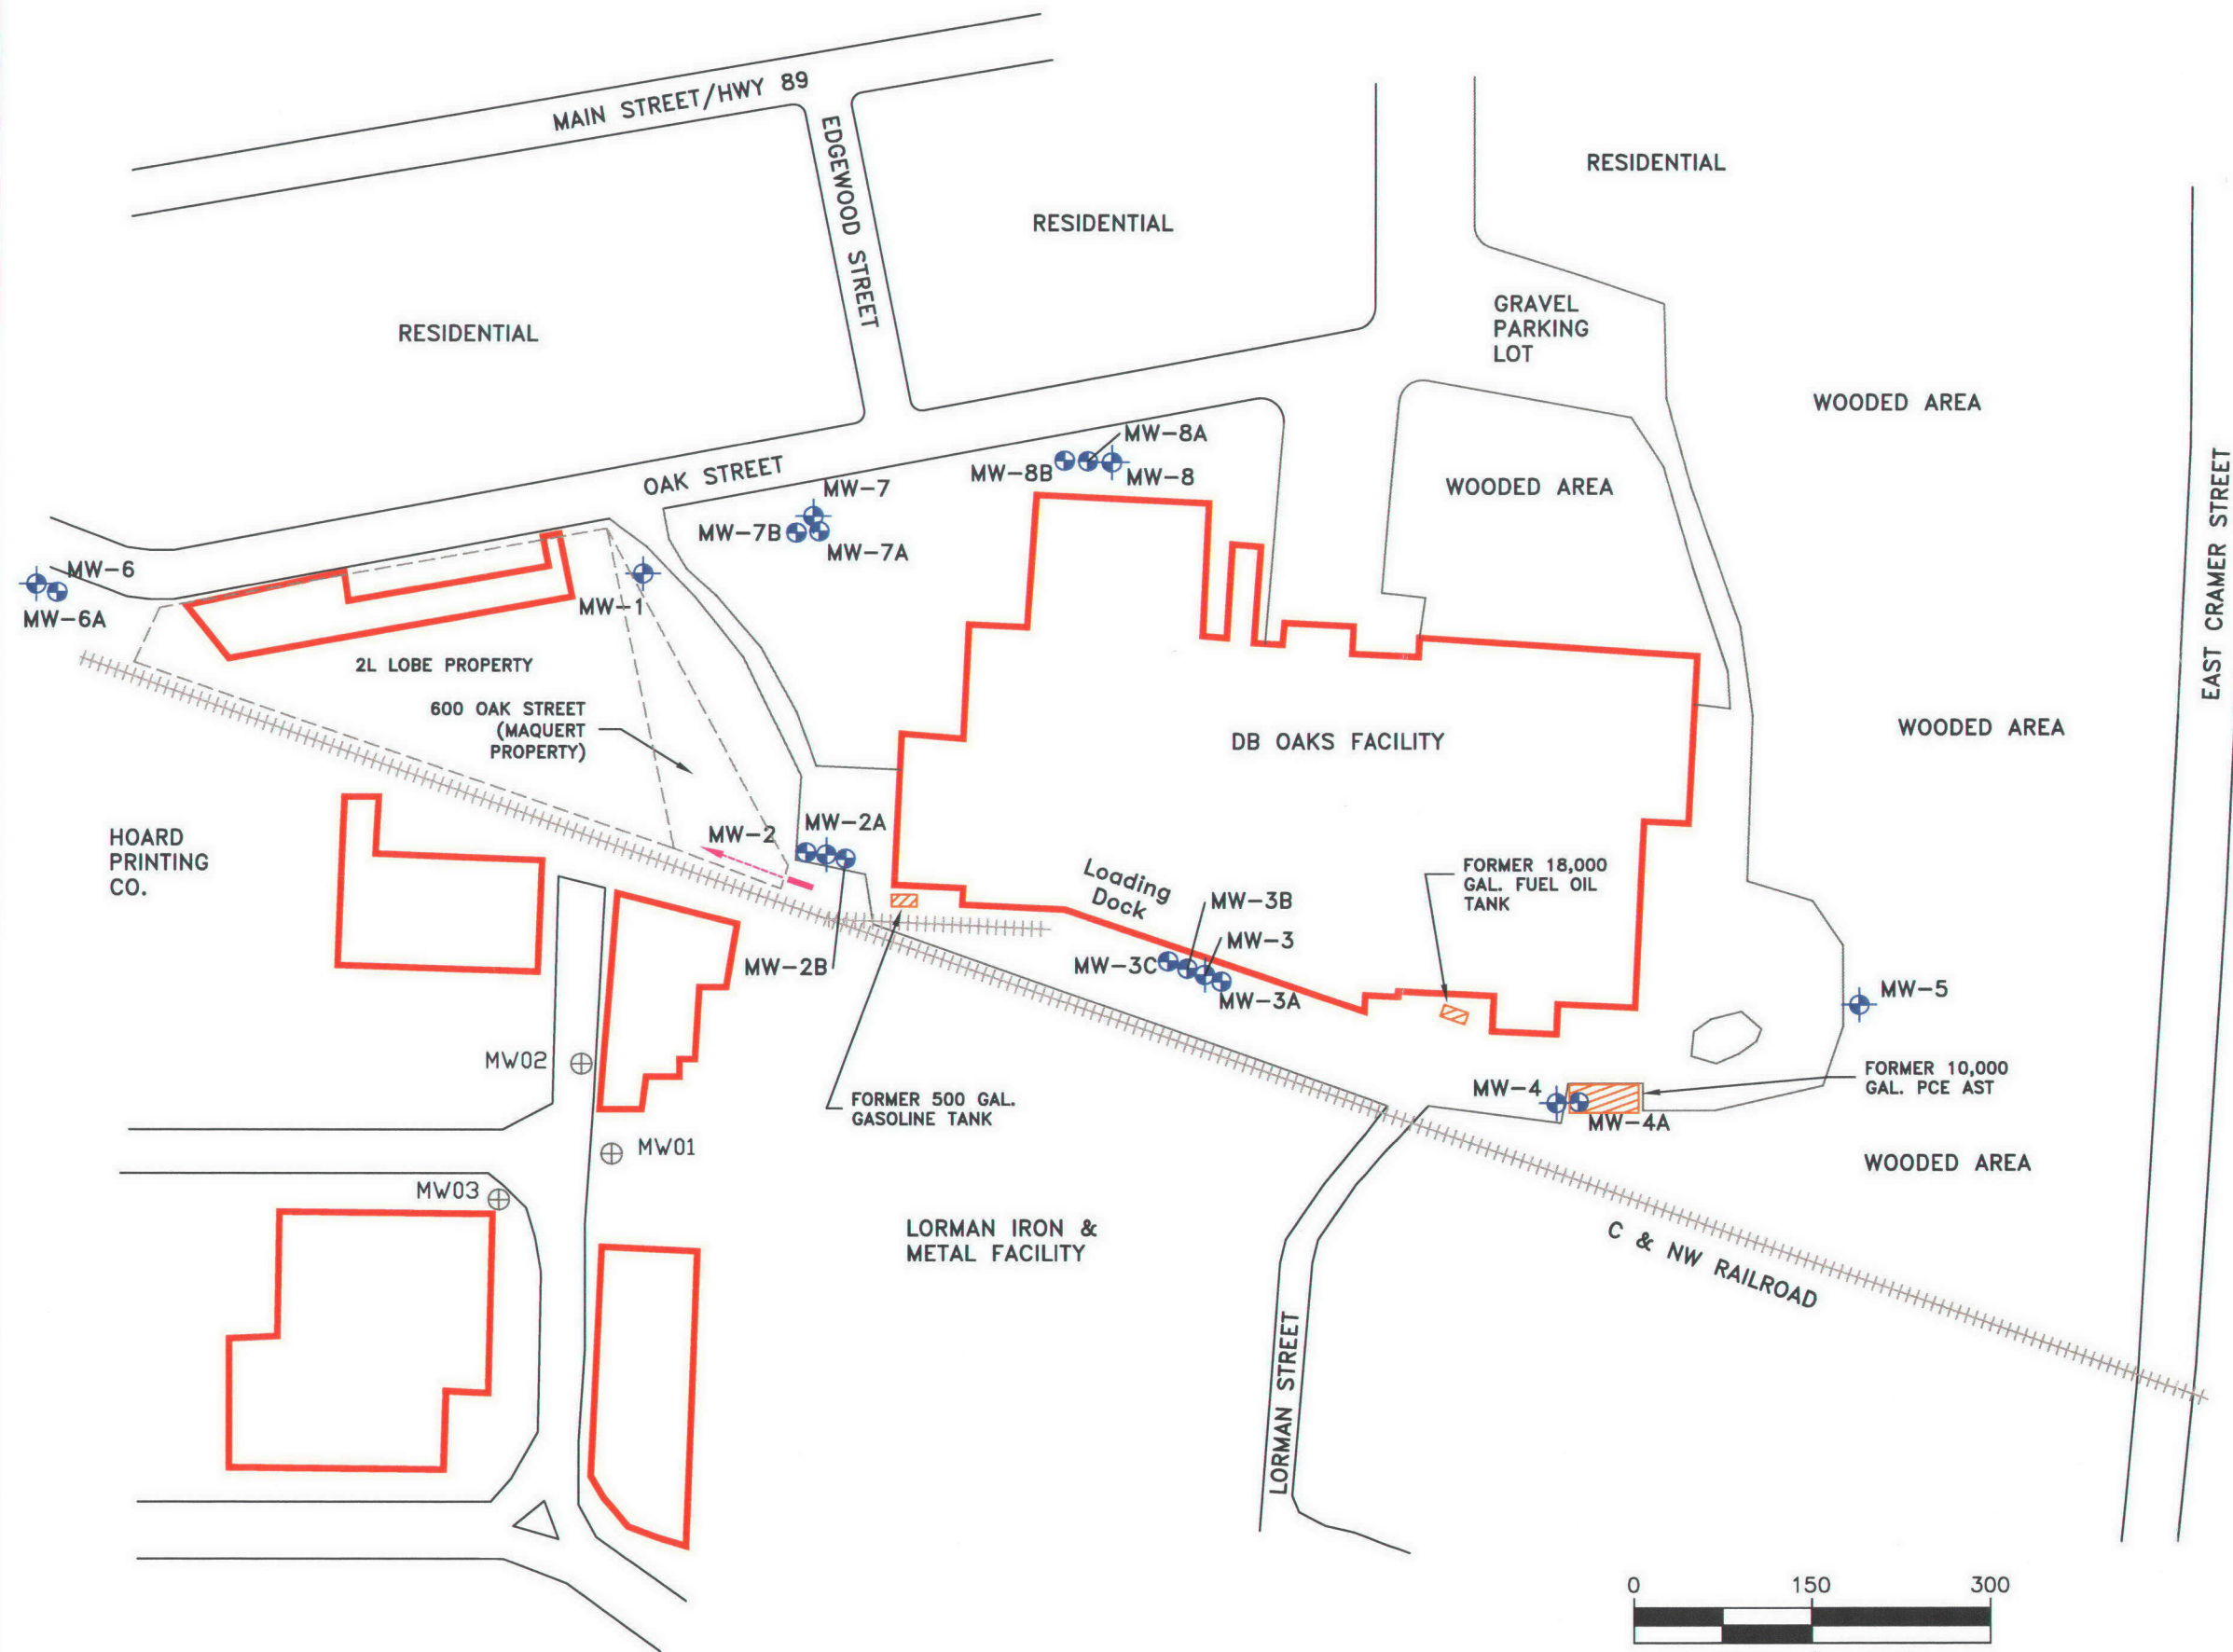 MAIN STREET/HWY 89
EDGEWOOD STREET
RESIDENTIAL
RESIDENTIAL
RESIDENTIAL
GRAVEL
PARKING
LOT
WOODED AREA
WOODED AREA
WOODED AREA
WOODED AREA
EAST CRAMER STREET
OAK STREET
MW-8A
MW-8B
MW-8
MW-7
MW-7B
MW-7A
MW-6
MW-6A
MW-1
2L LOBE PROPERTY
600 OAK STREET
(MAQUERT
PROPERTY)
DB OAKS FACILITY
HOARD
PRINTING
CO.
MW-2
MW-2A
MW-2B
Loading
Dock
MW-3B
MW-3
MW-3C
MW-3A
FORMER 18,000
GAL. FUEL OIL
TANK
MW-5
MW-4
MW-4A
FORMER 10,000
GAL. PCE AST
FORMER 500 GAL.
GASOLINE TANK
MW02
MW01
MW03
LORMAN IRON &
METAL FACILITY
C & NW RAILROAD
LORMAN STREET
0 150 300